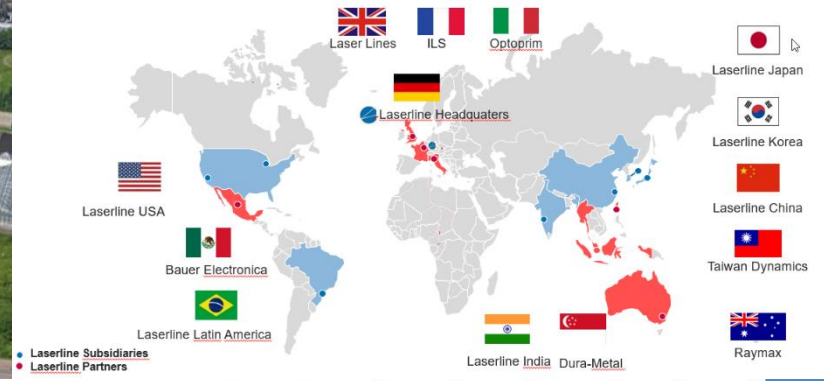 Laser Lines
ILS
Optoprim
Laserline Headquaters
Laserline Japan
Laserline Korea
Laserline USA
Laserline China
Bauer Electronica
Taiwan Dynamics
Laserline Latin America
Laserline India
Dura-Metal
Raymax
Laserline Subsidiaries
Laserline Partners